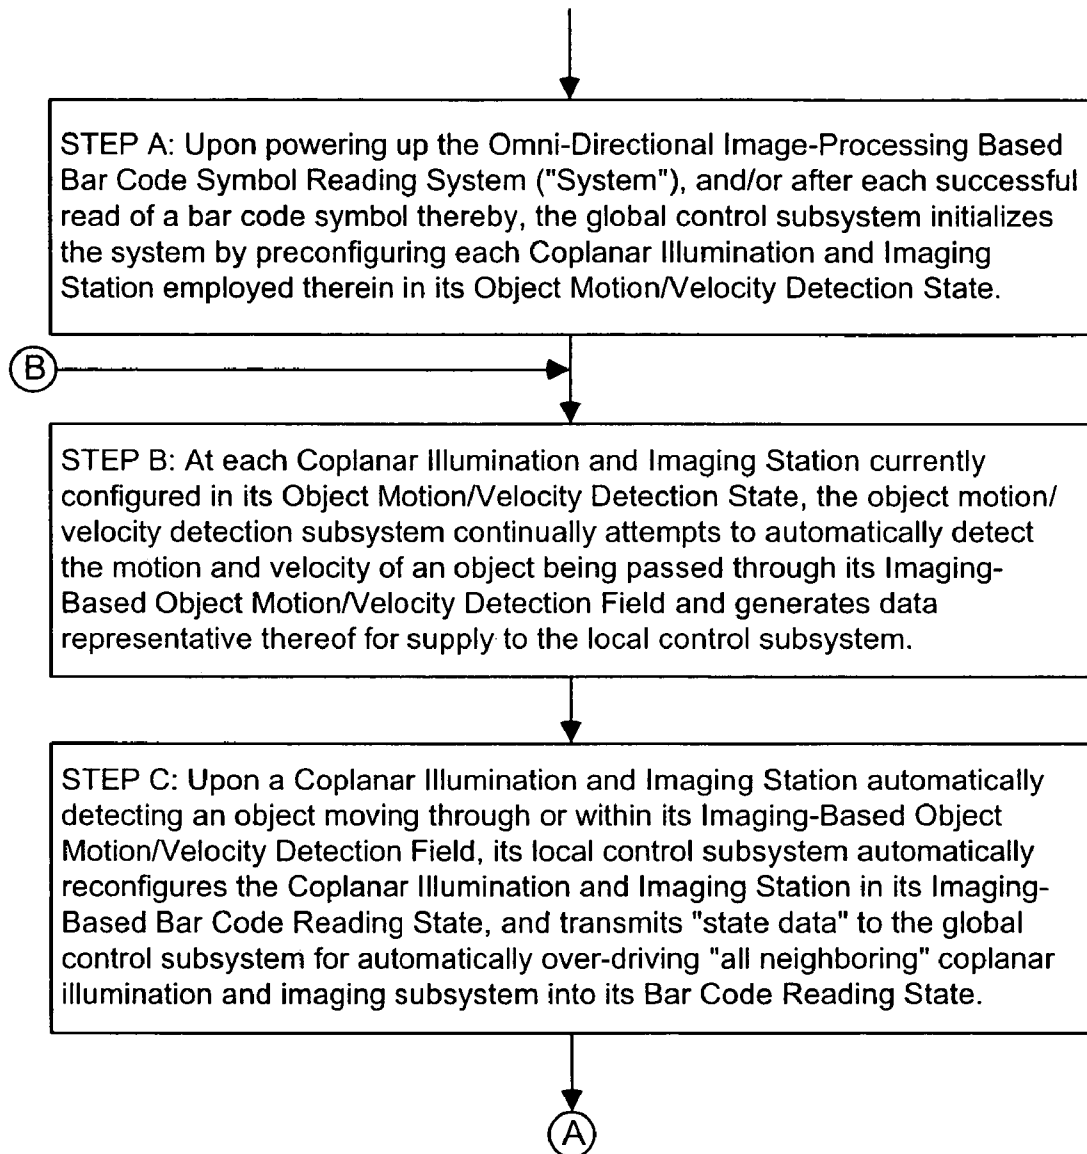 STEP A: Upon powering up the Omni-Directional Image-Processing Based
Bar Code Symbol Reading System ("System"), and/or after each successful
read of a bar code symbol thereby, the global control subsystem initializes
the system by preconfiguring each Coplanar Illumination and Imaging
Station employed therein in its Object Motion/Velocity Detection State.
B
STEP B: At each Coplanar Illumination and Imaging Station currently
configured in its Object Motion/Velocity Detection State, the object motion/
velocity detection subsystem continually attempts to automatically detect
the motion and velocity of an object being passed through its Imaging-
Based Object Motion/Velocity Detection Field and generates data
representative thereof for supply to the local control subsystem.
STEP C: Upon a Coplanar Illumination and Imaging Station automatically
detecting an object moving through or within its Imaging-Based Object
Motion/Velocity Detection Field, its local control subsystem automatically
reconfigures the Coplanar Illumination and Imaging Station in its Imaging-
Based Bar Code Reading State, and transmits "state data" to the global
control subsystem for automatically over-driving "all neighboring" coplanar
illumination and imaging subsystem into its Bar Code Reading State.
A